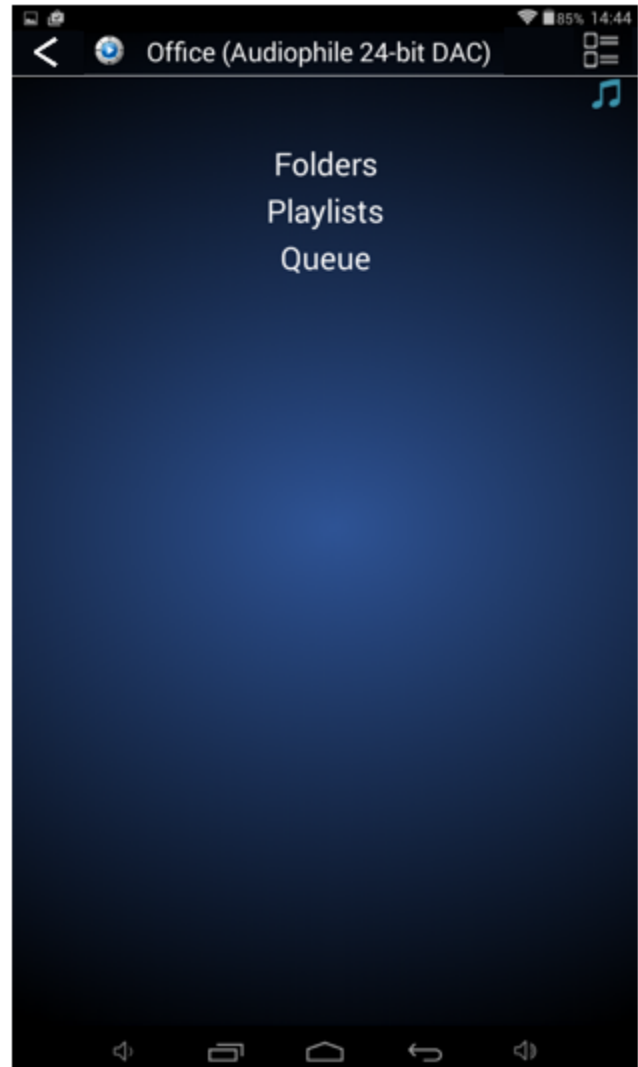 85% 14:44
Office (Audiophile 24-bit DAC)
Folders
Playlists
Queue